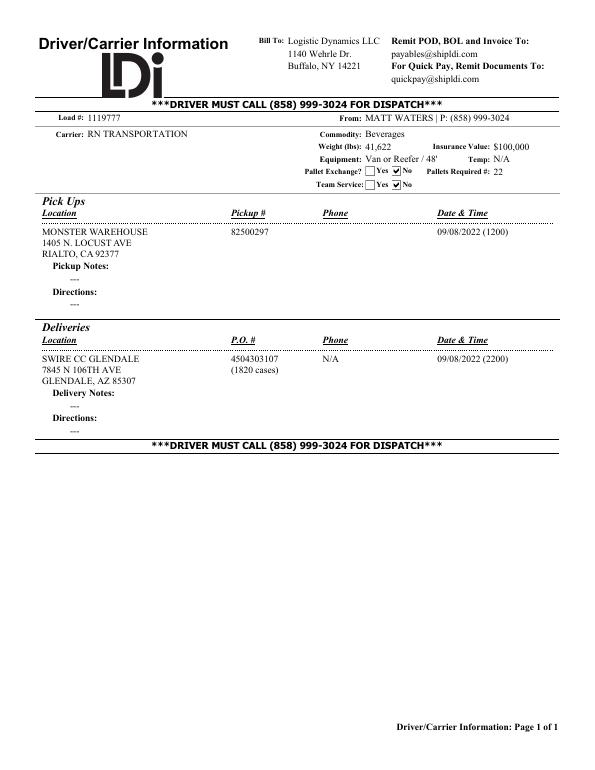 Driver/Carrier Information
LDi
Bill To: Logistic Dynamics LLC
1140 Wehrle Dr.
Buffalo, NY 14221
Remit POD, BOL and Invoice To:
payables@shipldi.com
For Quick Pay, Remit Documents To:
quickpay@shipldi.com
***DRIVER MUST CALL (858) 999-3024 FOR DISPATCH***
Load #: 1119777 From: MATT WATERS | P: (858) 999-3024
Carrier: RN TRANSPORTATION Commodity: Beverages
Weight (lbs): 41,622 Insurance Value: $100,000
Equipment: Van or Reefer / 48' Temp: N/A
Pallet Exchange? Yes No Pallets Required #: 22
Team Service: Yes No
Pick Ups
Location Pickup # Phone Date & Time
MONSTER WAREHOUSE 82500297 09/08/2022 (1200)
1405 N. LOCUST AVE
RIALTO, CA 92377
Pickup Notes:
---
Directions:
---
Deliveries
Location P.O. # Phone Date & Time
SWIRE CC GLENDALE 4504303107 N/A 09/08/2022 (2200)
7845 N 106TH AVE (1820 cases)
GLENDALE, AZ 85307
Delivery Notes:
---
Directions:
---
***DRIVER MUST CALL (858) 999-3024 FOR DISPATCH***
Driver/Carrier Information: Page 1 of 1